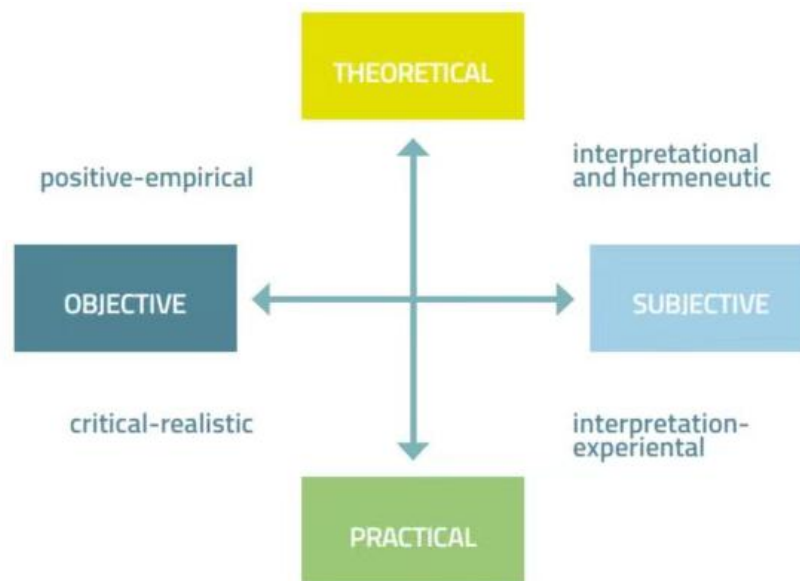 THEORETICAL
positive-empirical
interpretational
and hermeneutic
OBJECTIVE
SUBJECTIVE
critical-realistic
interpretation-
experiental
PRACTICAL